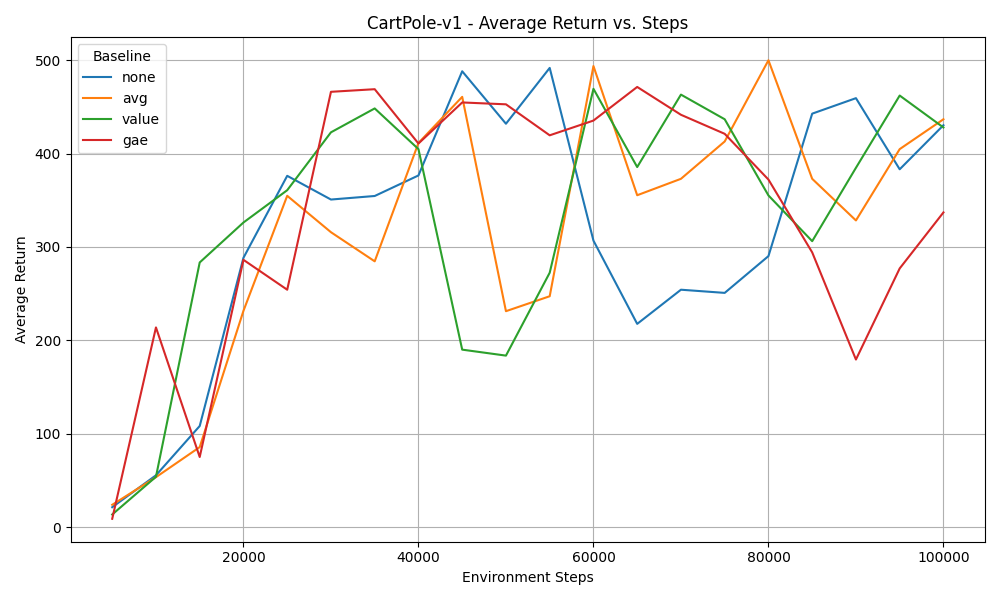 CartPole-v1 - Average Return vs. Steps
Baseline
none
avg
value
gae
500
400
300
200
100
0
Average Return
20000 40000 60000 80000 100000
Environment Steps